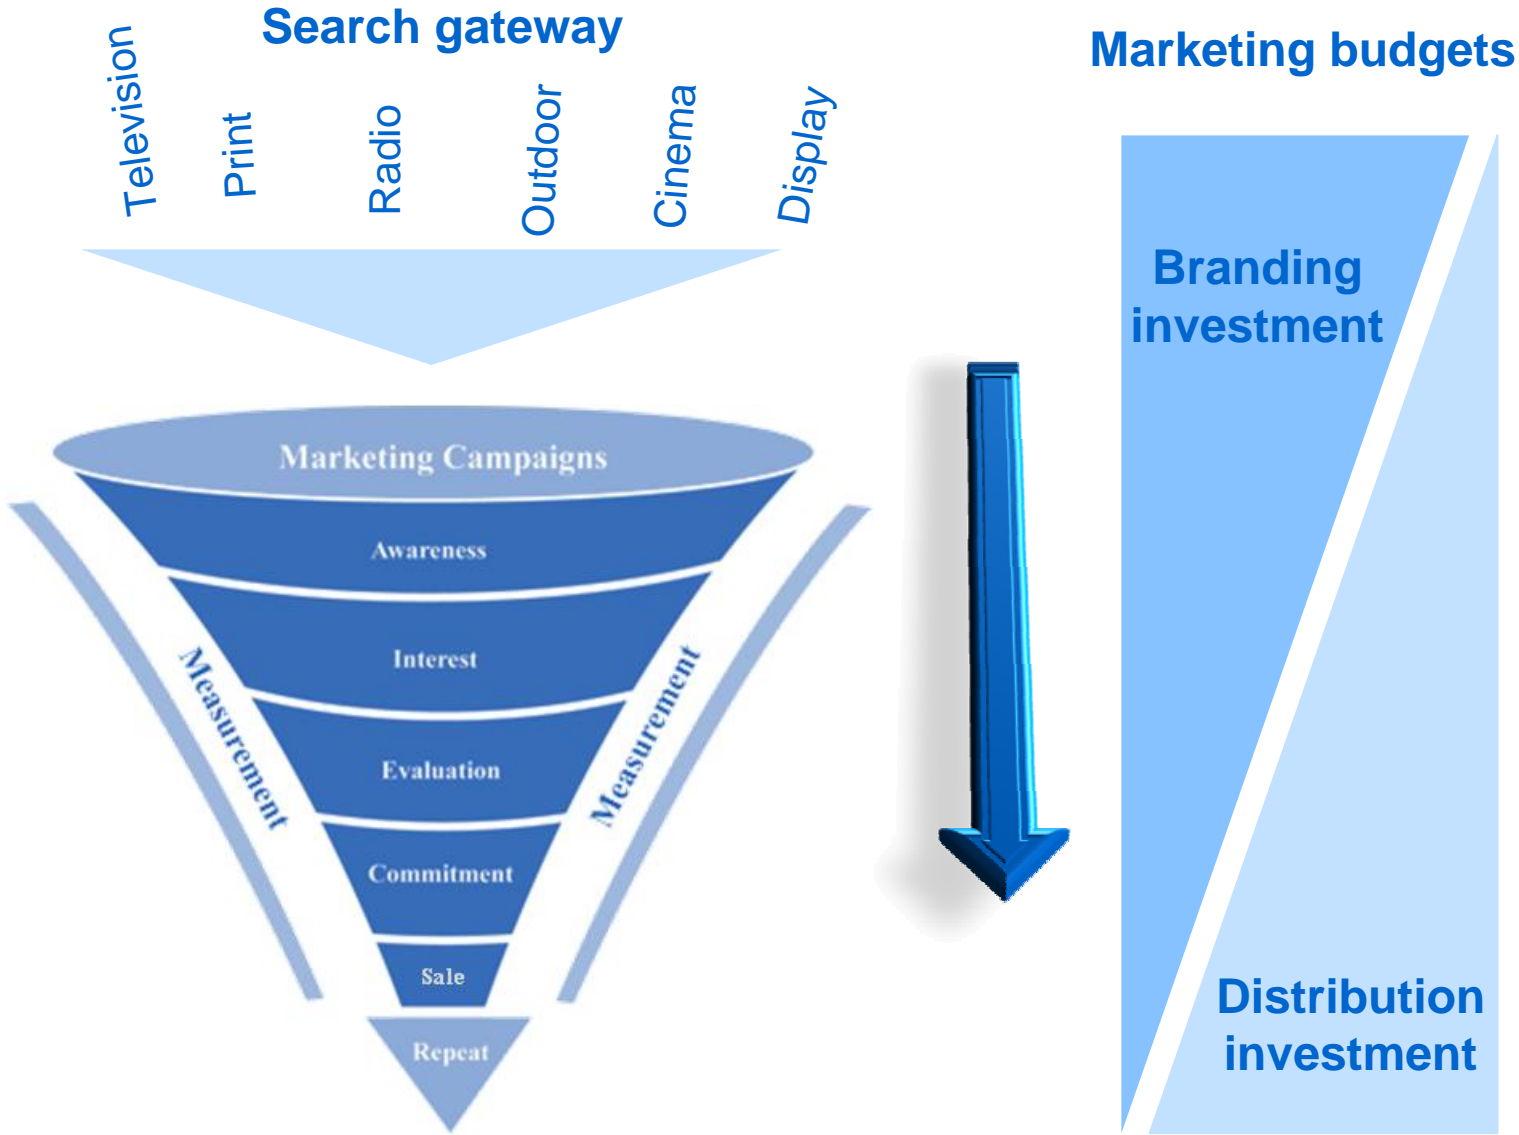 Search gateway
Marketing budgets
Television
Print
Radio
Outdoor
Cinema
Display
Branding
investment
Marketing Campaigns
Awareness
Interest
Measurement
Measurement
Evaluation
Commitment
Sale
Repeat
Distribution
investment